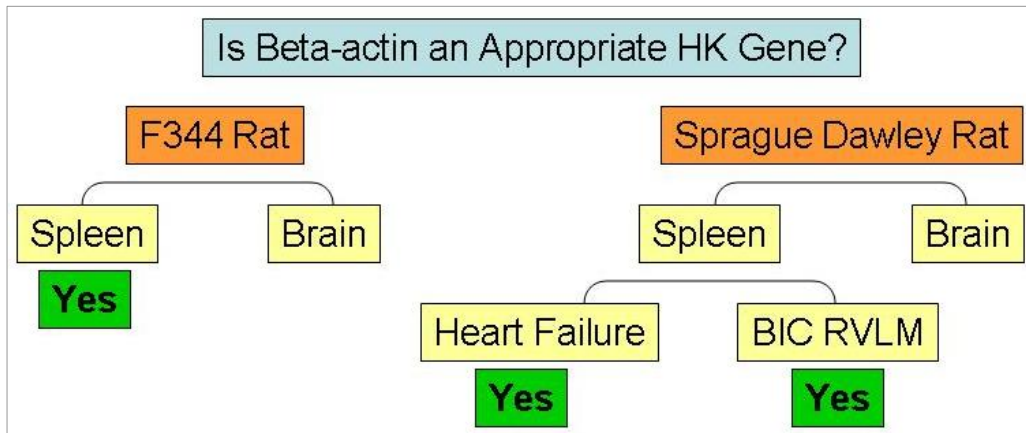 Is Beta-actin an Appropriate HK Gene?
F344 Rat
Sprague Dawley Rat
Spleen
Brain
Spleen
Brain
Yes
Heart Failure
BIC RVLM
Yes
Yes